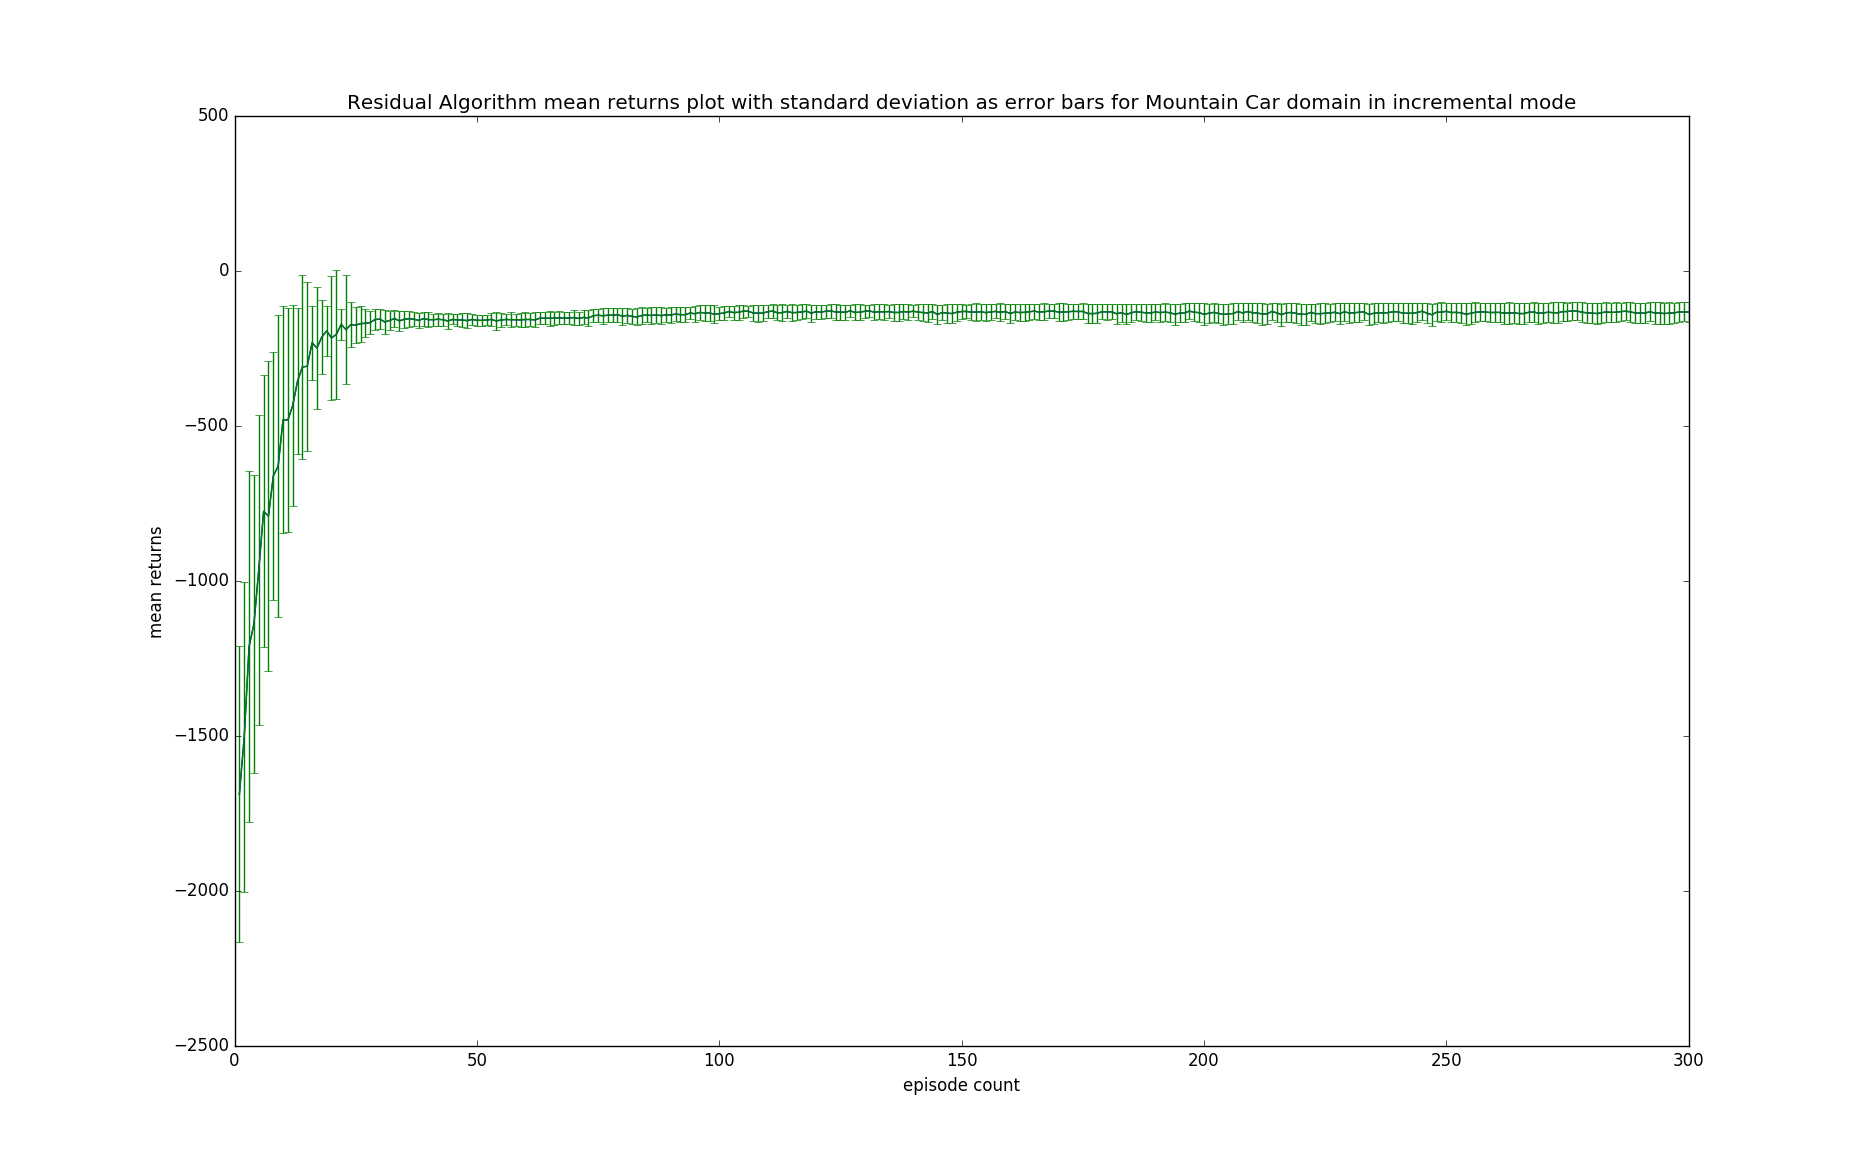 Residual Algorithm mean returns plot with standard deviation as error bars for Mountain Car domain in incremental mode
500
0
−500
−1000
−1500
−2000
−2500
mean returns
0 50 100 150 200 250 300
episode count